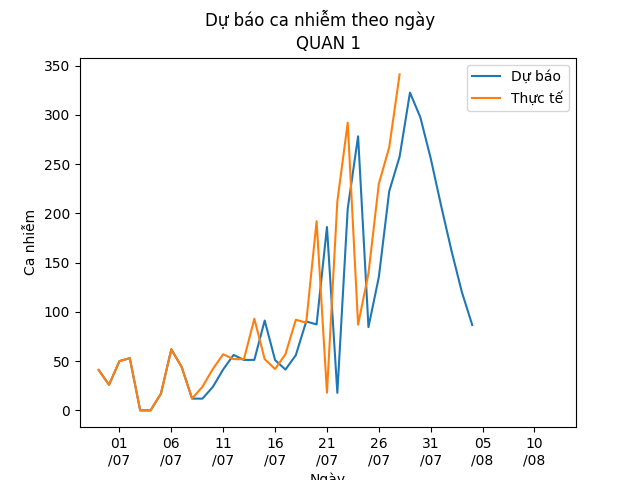 Dự báo ca nhiễm theo ngày
QUAN 1
Dự báo
Thực tế
Ca nhiễm
350
300
250
200
150
100
50
0
01 06 11 16 21 26 31 05 10
/07 /07 /07 /07 /07 /07 /07 /08 /08
Ngày